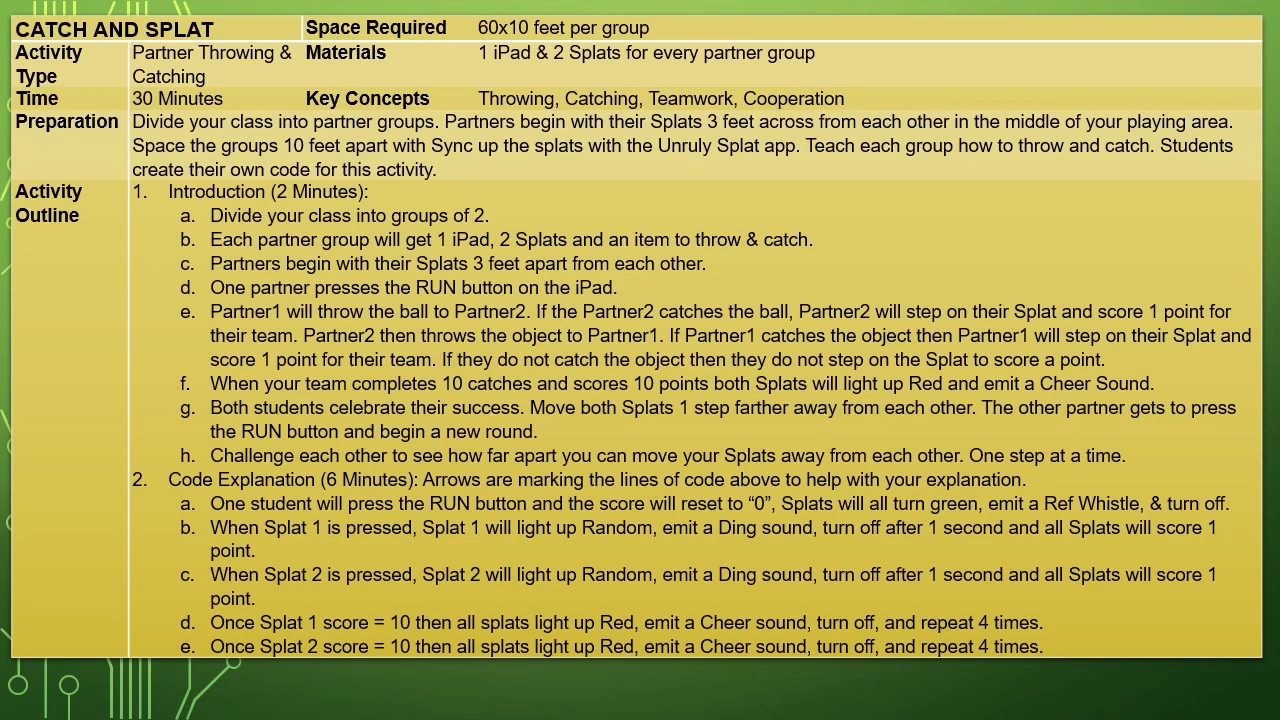 CATCH AND SPLAT Space Required 60x10 feet per group
Activity Type Partner Throwing & Catching Materials 1 iPad & 2 Splats for every partner group
Time 30 Minutes Key Concepts Throwing, Catching, Teamwork, Cooperation
Preparation Divide your class into partner groups. Partners begin with their Splats 3 feet across from each other in the middle of your playing area.
Space the groups 10 feet apart with Sync up the splats with the Unruly Splat app. Teach each group how to throw and catch. Students
create their own code for this activity.
Activity Outline
1. Introduction (2 Minutes):
a. Divide your class into groups of 2.
b. Each partner group will get 1 iPad, 2 Splats and an item to throw & catch.
c. Partners begin with their Splats 3 feet apart from each other.
d. One partner presses the RUN button on the iPad.
e. Partner1 will throw the ball to Partner2. If the Partner2 catches the ball, Partner2 will step on their Splat and score 1 point for
their team. Partner2 then throws the object to Partner1. If Partner1 catches the object then Partner1 will step on their Splat and
score 1 point for their team. If they do not catch the object then they do not step on the Splat to score a point.
f. When your team completes 10 catches and scores 10 points both Splats will light up Red and emit a Cheer Sound.
g. Both students celebrate their success. Move both Splats 1 step farther away from each other. The other partner gets to press
the RUN button and begin a new round.
h. Challenge each other to see how far apart you can move your Splats away from each other. One step at a time.
2. Code Explanation (6 Minutes): Arrows are marking the lines of code above to help with your explanation.
a. One student will press the RUN button and the score will reset to “0”, Splats will all turn green, emit a Ref Whistle, & turn off.
b. When Splat 1 is pressed, Splat 1 will light up Random, emit a Ding sound, turn off after 1 second and all Splats will score 1
point.
c. When Splat 2 is pressed, Splat 2 will light up Random, emit a Ding sound, turn off after 1 second and all Splats will score 1
point.
d. Once Splat 1 score = 10 then all splats light up Red, emit a Cheer sound, turn off, and repeat 4 times.
e. Once Splat 2 score = 10 then all splats light up Red, emit a Cheer sound, turn off, and repeat 4 times.